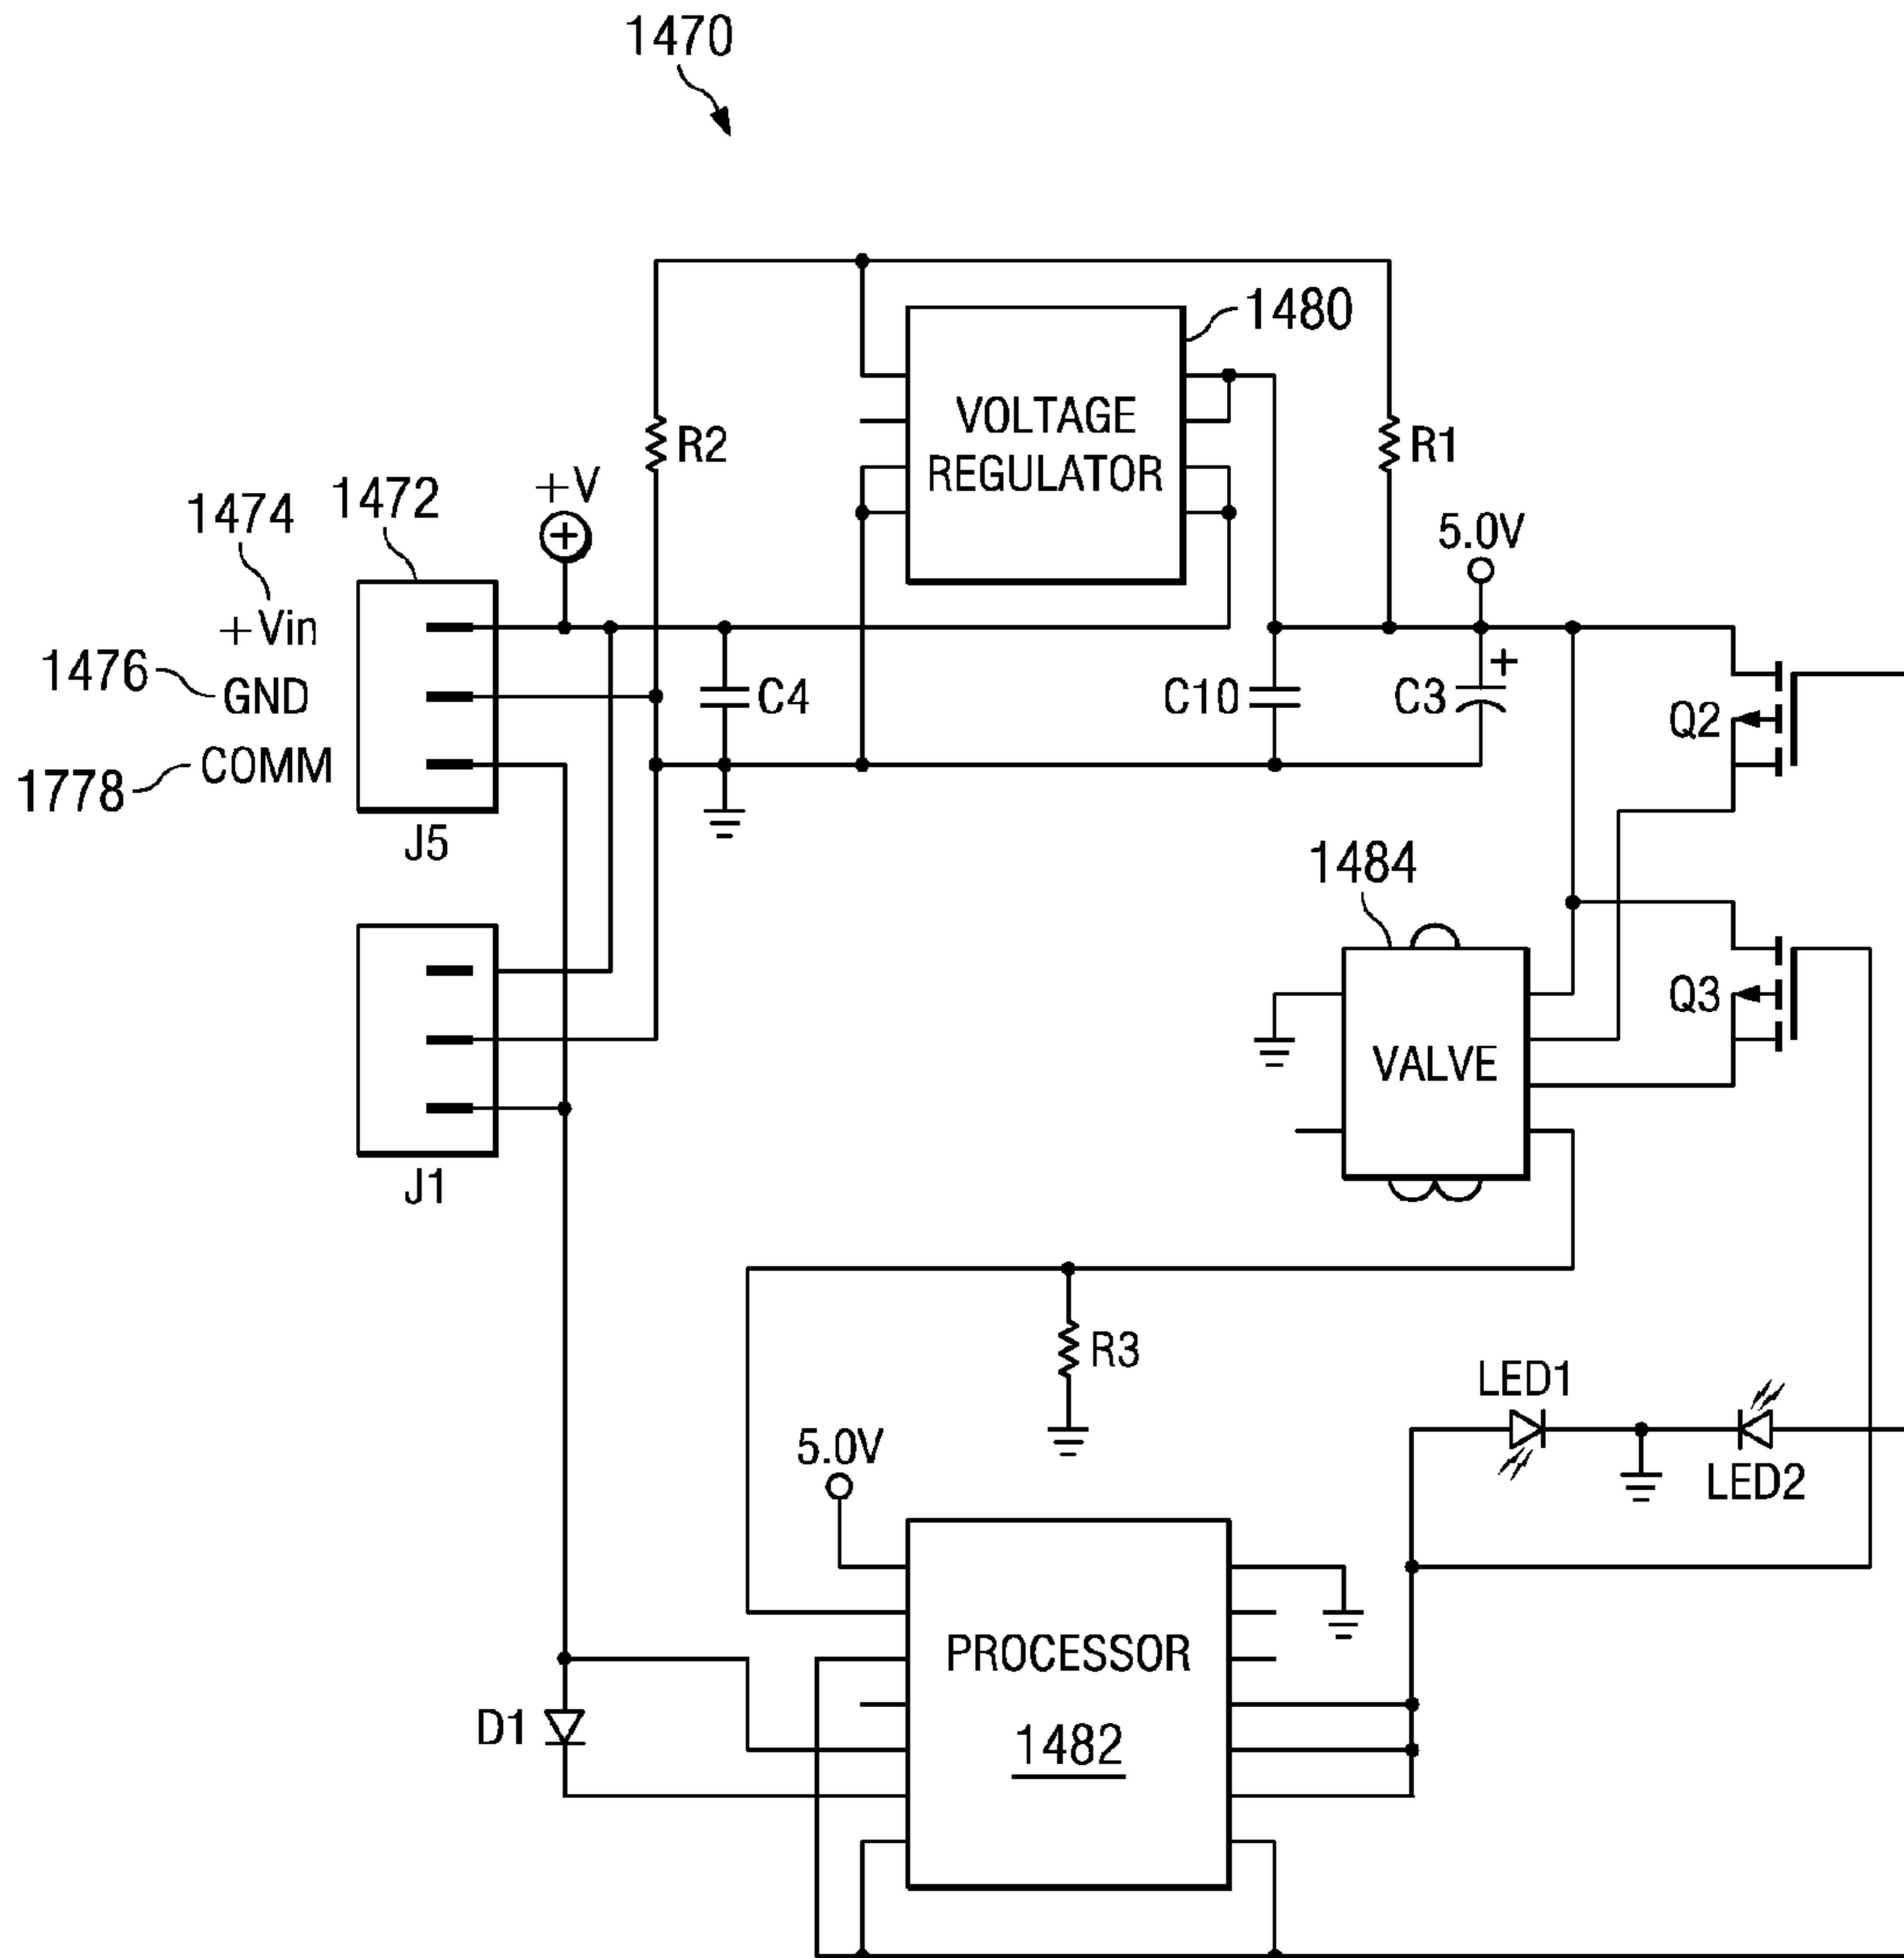 1470
1480
VOLTAGE
REGULATOR
R2
R1
+V
1472
1474
5.0V
+Vin
1476
GND
C4
C10
C3
+
Q2
COMM
1778
J5
1484
Q3
VALVE
J1
R3
LED1
LED2
5.0V
PROCESSOR
1482
D1